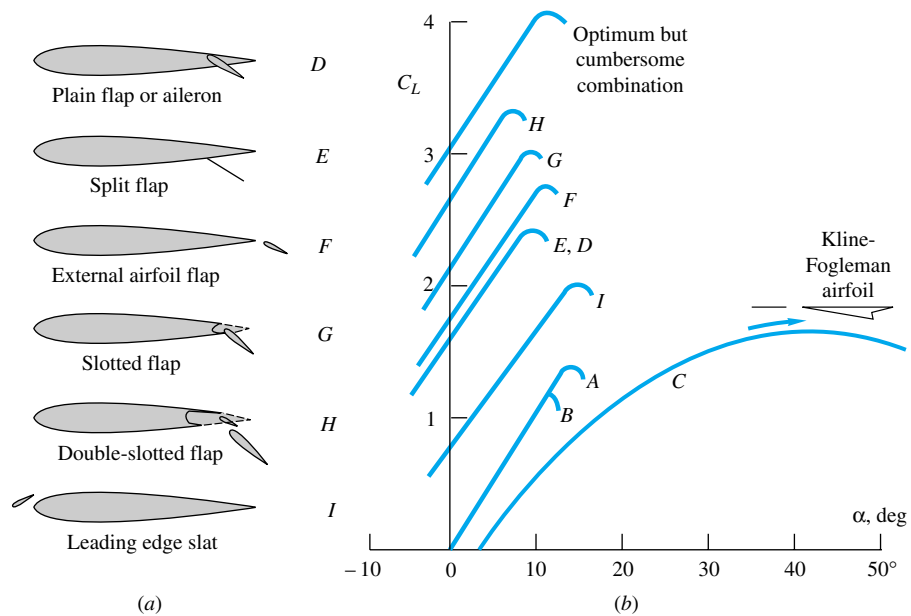 D
Plain flap or aileron
E
Split flap
F
External airfoil flap
G
Slotted flap
H
Double-slotted flap
I
Leading edge slat
(a)
4
C_L
Optimum but
cumbersome
combination
H
3
G
F
E, D
Kline-
Fogleman
airfoil
2
I
A
C
B
1
α, deg
–10
0
10
20
30
40
50°
(b)